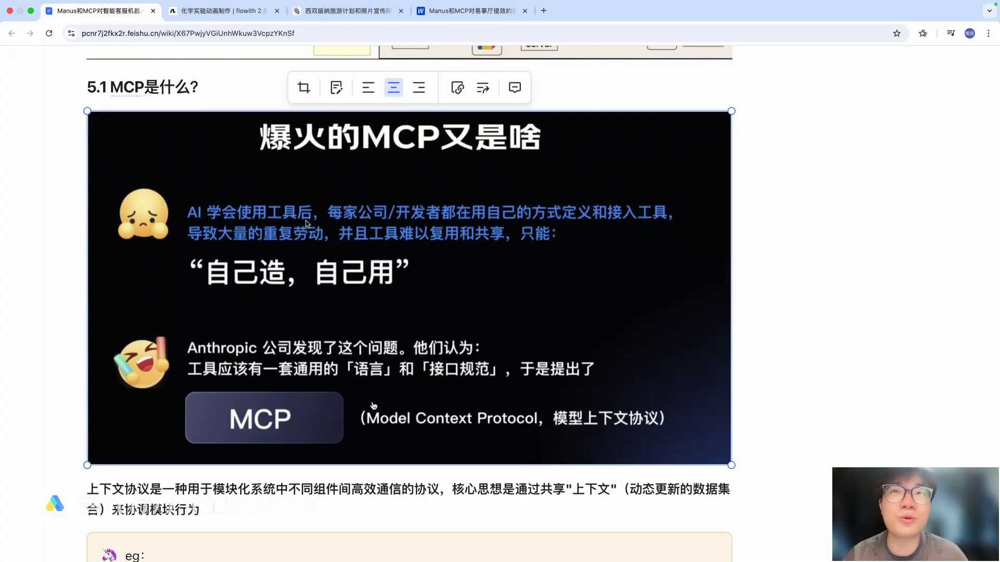 Manus和MCP对智能客服机器
化学实验动画制作 | flowith 2.0
西双版纳旅游计划和照片宣传网
Manus和MCP对易事厅提效的
pcnr7j2fkx2r.feishu.cn/wiki/X67PwjyVGiUnhWkuw3VcpzYKnSf
皓辰
Server
5.1 MCP是什么？
爆火的MCP又是啥
AI 学会使用工具后，每家公司/开发者都在用自己的方式定义和接入工具，
导致大量的重复劳动，并且工具难以复用和共享，只能：
“自己造，自己用”
Anthropic 公司发现了这个问题。他们认为：
工具应该有一套通用的「语言」和「接口规范」，于是提出了
MCP
（Model Context Protocol，模型上下文协议）
上下文协议是一种用于模块化系统中不同组件间高效通信的协议，核心思想是通过共享"上下文"（动态更新的数据集
合）来协调模块行为
eg：